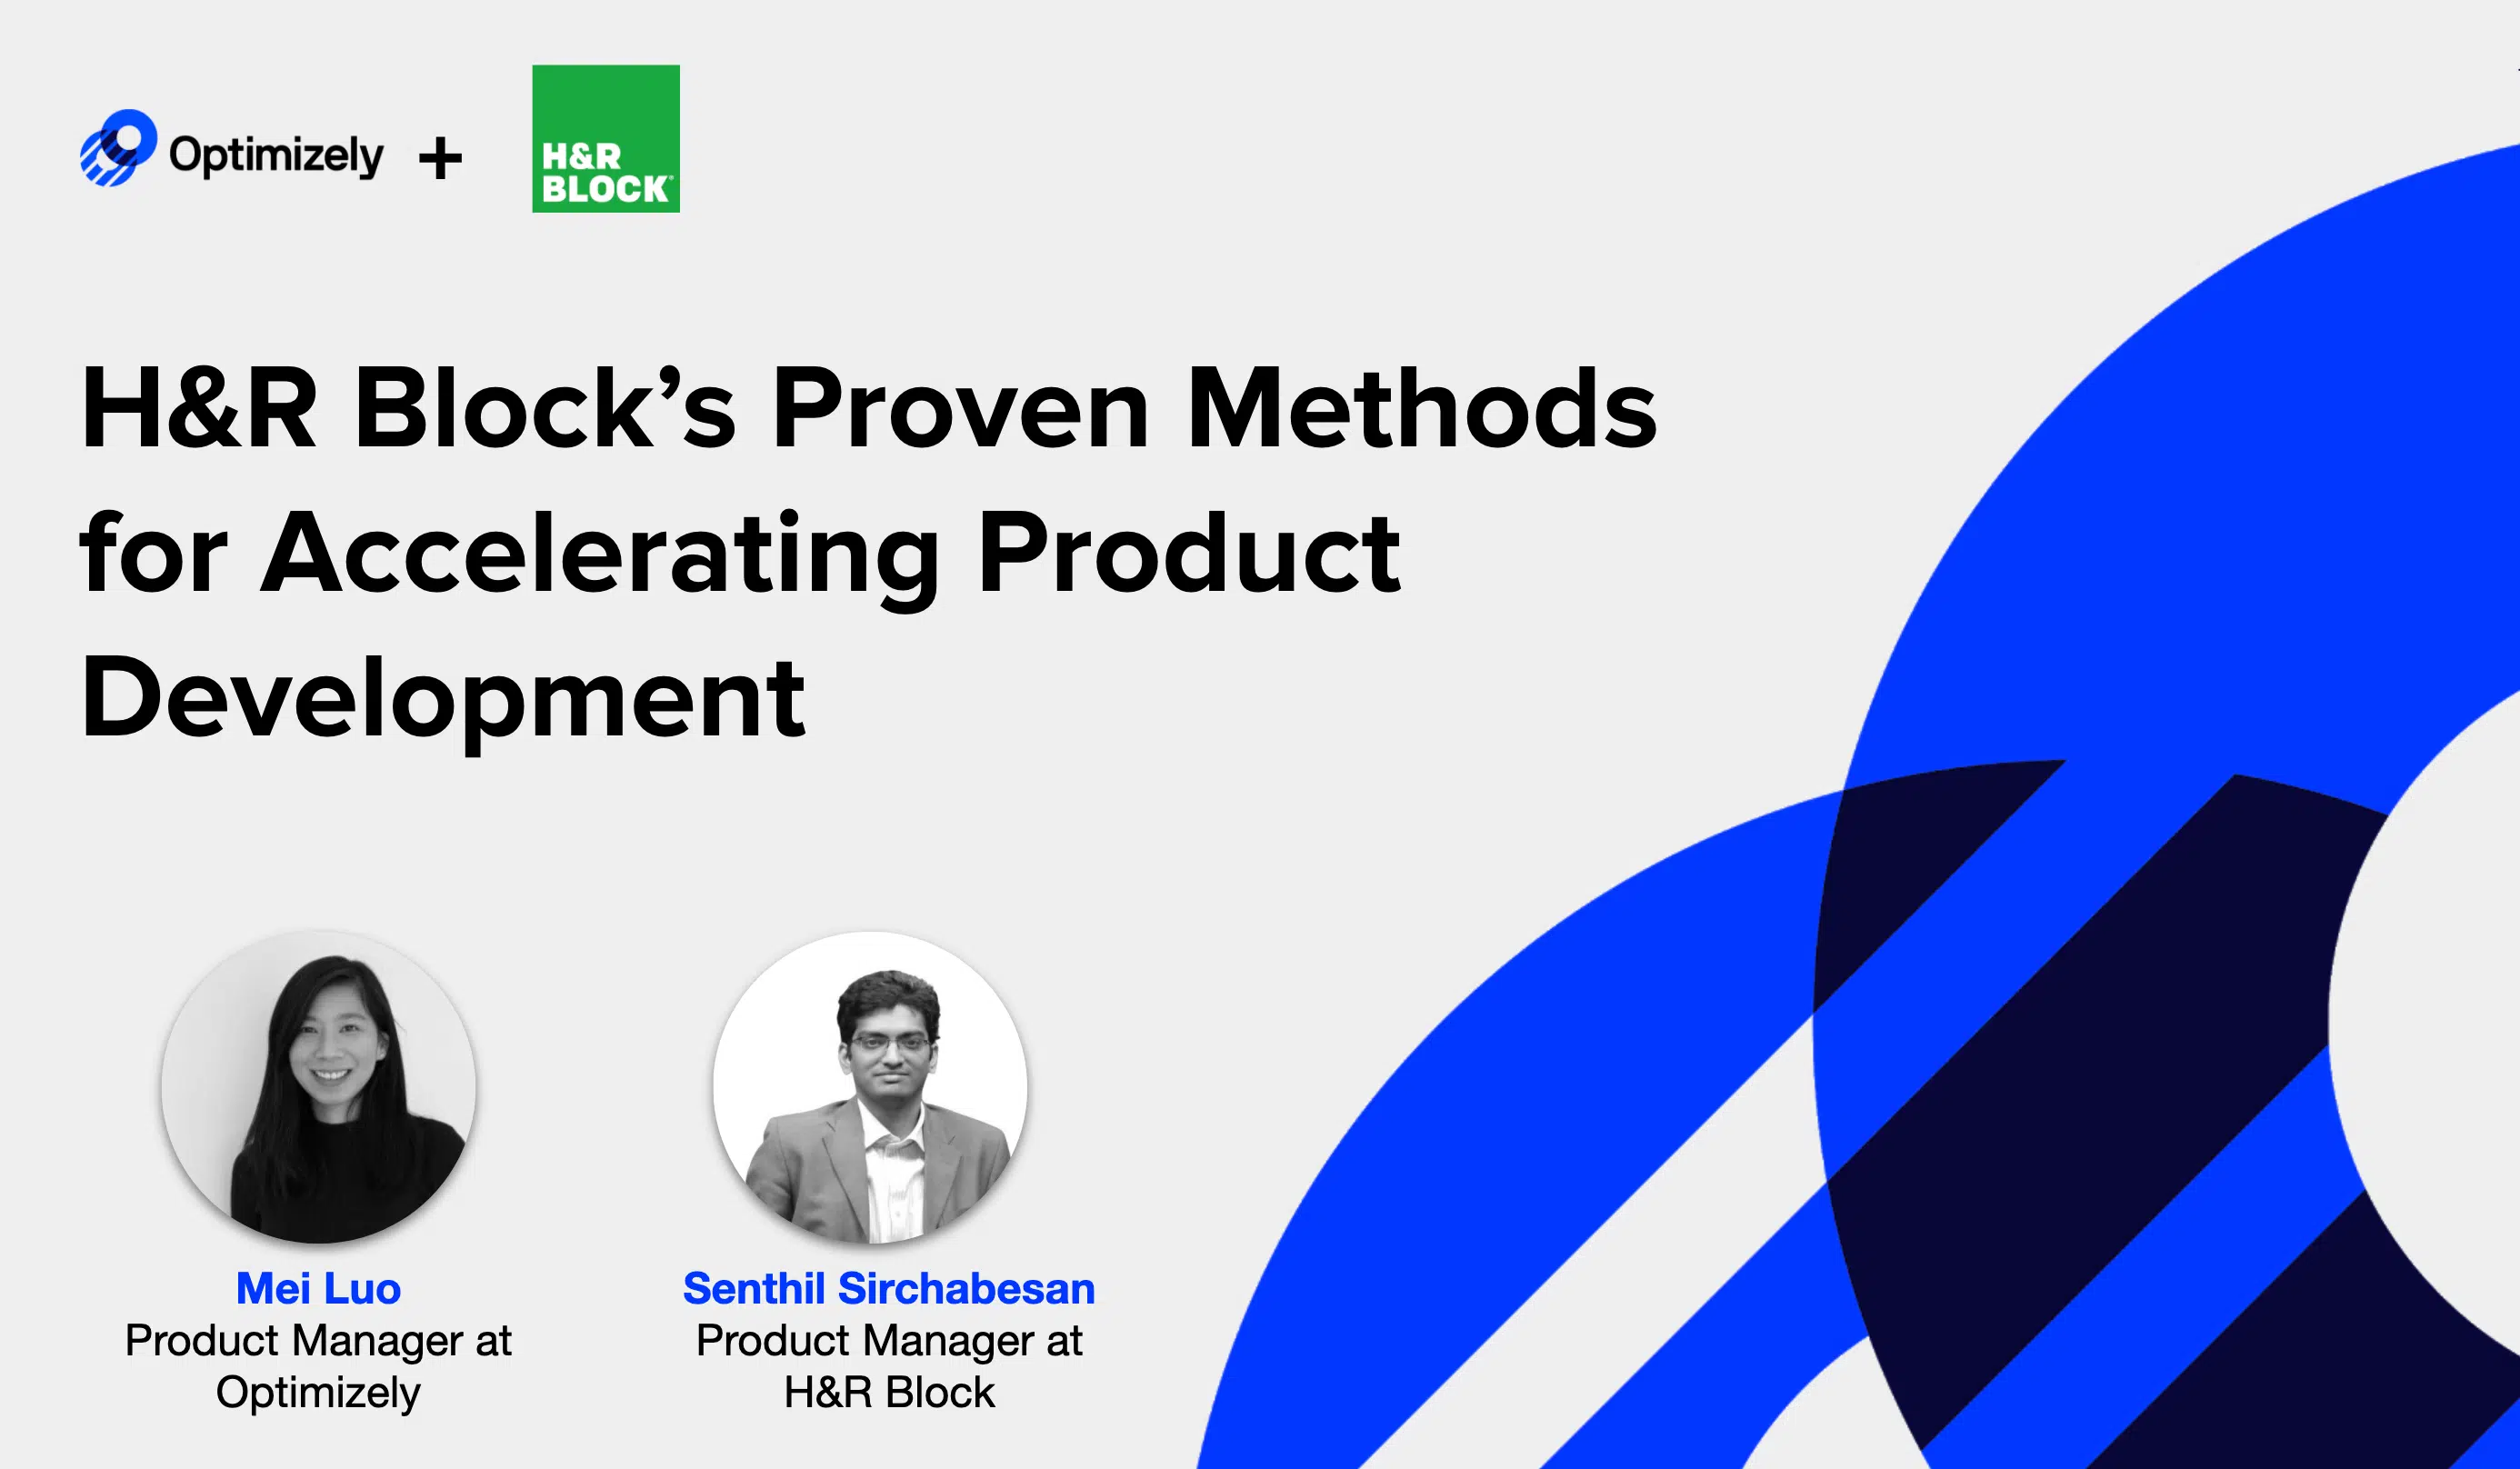 Optimizely +
H&R
BLOCK®
H&R Block’s Proven Methods
for Accelerating Product
Development
Mei Luo
Product Manager at
Optimizely
Senthil Sirchabesan
Product Manager at
H&R Block